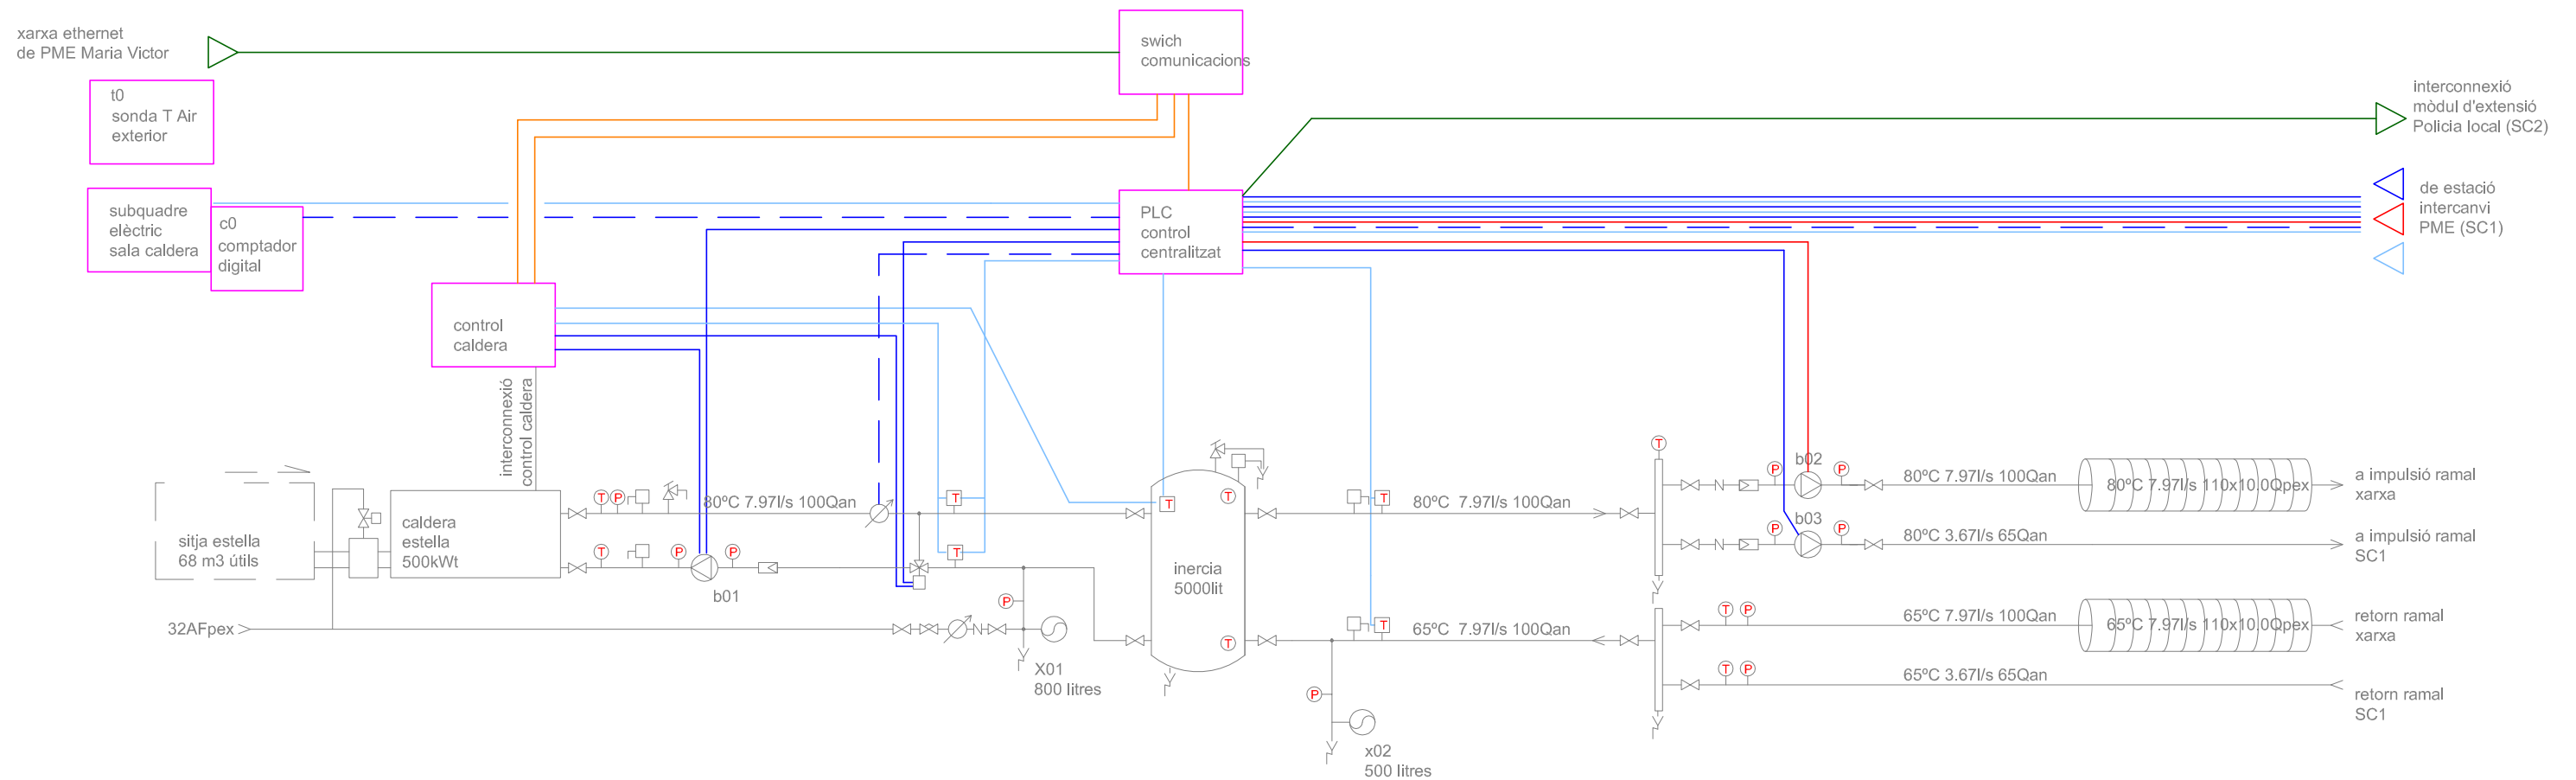 xarxa ethernet
de PME Maria Victor
swich
comunicacions
t0
sonda T Air
exterior
interconnexió
mòdul d'extensió
Policia local (SC2)
subquadre
elèctric
sala caldera
c0
comptador
digital
PLC
control
centralitzat
de estació
intercanvi
PME (SC1)
control
caldera
interconnexió
control caldera
T
b02
P
P
80ºC 7.97l/s 100Qan
80ºC 7.97l/s 110x10.0Qpex
a impulsió ramal
xarxa
T
P
80ºC 7.97l/s 100Qan
T
T
T
T
80ºC 7.97l/s 100Qan
caldera
estella
500kWt
sitja estella
68 m3 útils
b03
P
P
80ºC 3.67l/s 65Qan
a impulsió ramal
SC1
T
P
P
T
b01
inercia
5000lit
P
32AFpex
X01
800 litres
T
T
65ºC 7.97l/s 100Qan
T
P
65ºC 7.97l/s 100Qan
65ºC 7.97l/s 110x10.0Qpex
retorn ramal
xarxa
T
P
65ºC 3.67l/s 65Qan
retorn ramal
SC1
P
x02
500 litres